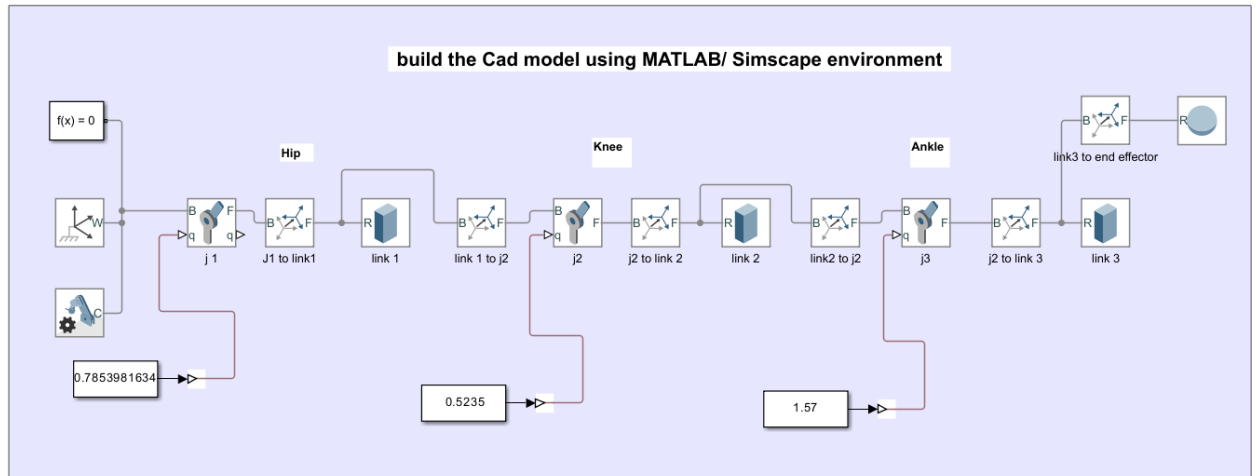 build the Cad model using MATLAB/ Simscape environment
f(x) = 0
B F
R
link3 to end effector
Hip
Knee
Ankle
W
B F
q q
j 1
B F
J1 to link1
R
link 1
B F
link 1 to j2
B F
q
j2
B F
j2 to link 2
R
link 2
B F
link2 to j2
B F
q
j3
B F
j2 to link 3
R
link 3
C
0.7853981634
0.5235
1.57